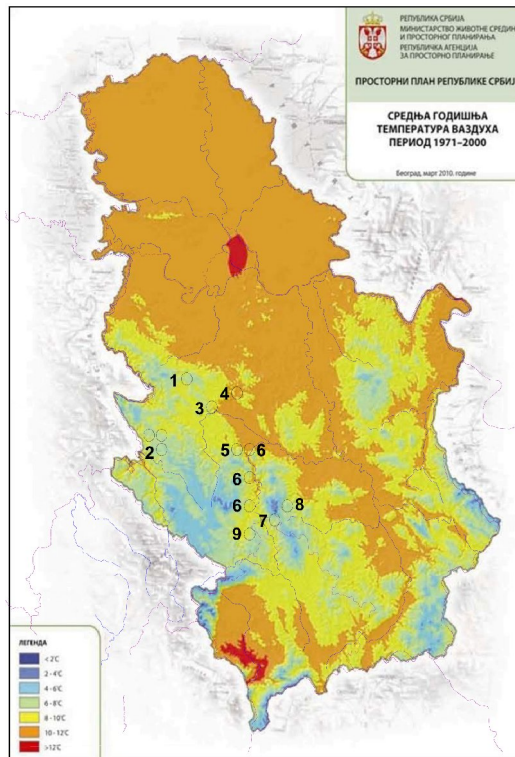 РЕПУБЛИКА СРБИЈА
МИНИСТАРСТВО ЖИВОТНЕ СРЕДИН
И ПРОСТОРНОГ ПЛАНИРАЊА
РЕПУБЛИЧКА АГЕНЦИЈА
ЗА ПРОСТОРНО ПЛАНИРАЊЕ
ПРОСТОРНИ ПЛАН РЕПУБЛИКЕ СРБИЈ
СРЕДЊА ГОДИШЊА
ТЕМПЕРАТУРА ВАЗДУХА
ПЕРИОД 1971–2000
Београд, март 2010. године
1
4
3
2
5
6
6
6
8
7
9
ЛЕГЕНДА
< 2°C
2 - 4°C
4 - 6°C
6 - 8°C
8 - 10°C
10 - 12°C
>12°C